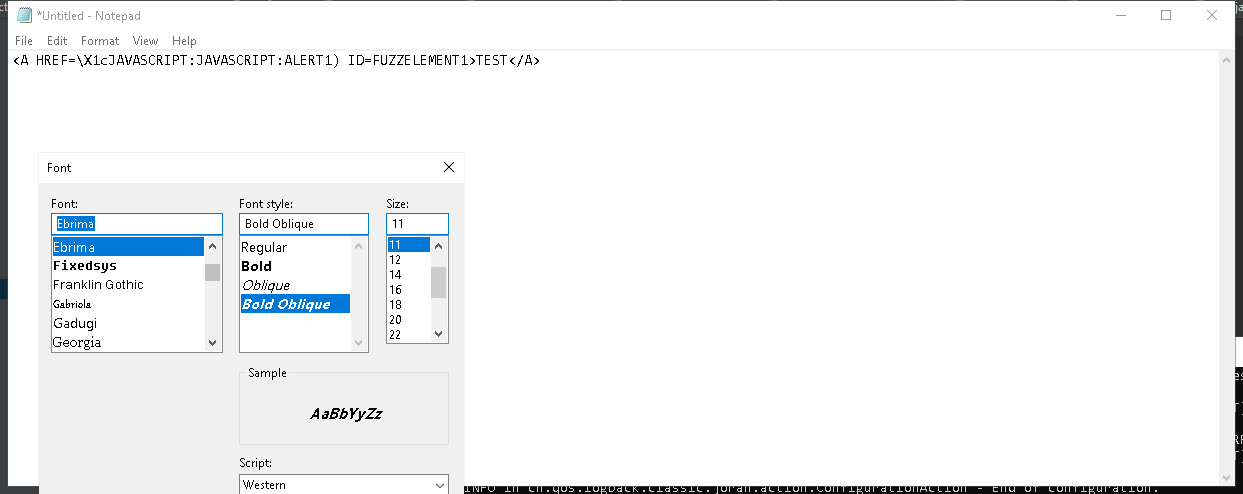 *Untitled - Notepad
File Edit Format View Help
<A HREF=\X1cJAVASCRIPT:JAVASCRIPT:ALERT1) ID=FUZZELEMENT1>TEST</A>
Font
Font: Font style: Size:
Ebrima Bold Oblique 11
Ebrima Regular 11
Fixedsys Bold 12
Franklin Gothic Oblique 14
Gabriola Bold Oblique 16
Gadugi 18
Georgia 20
22
Sample
AaBbYyZz
Script:
Western
INFO in ch.qos.logback.classic.joran.action.ConfigurationAction - End of configuration.